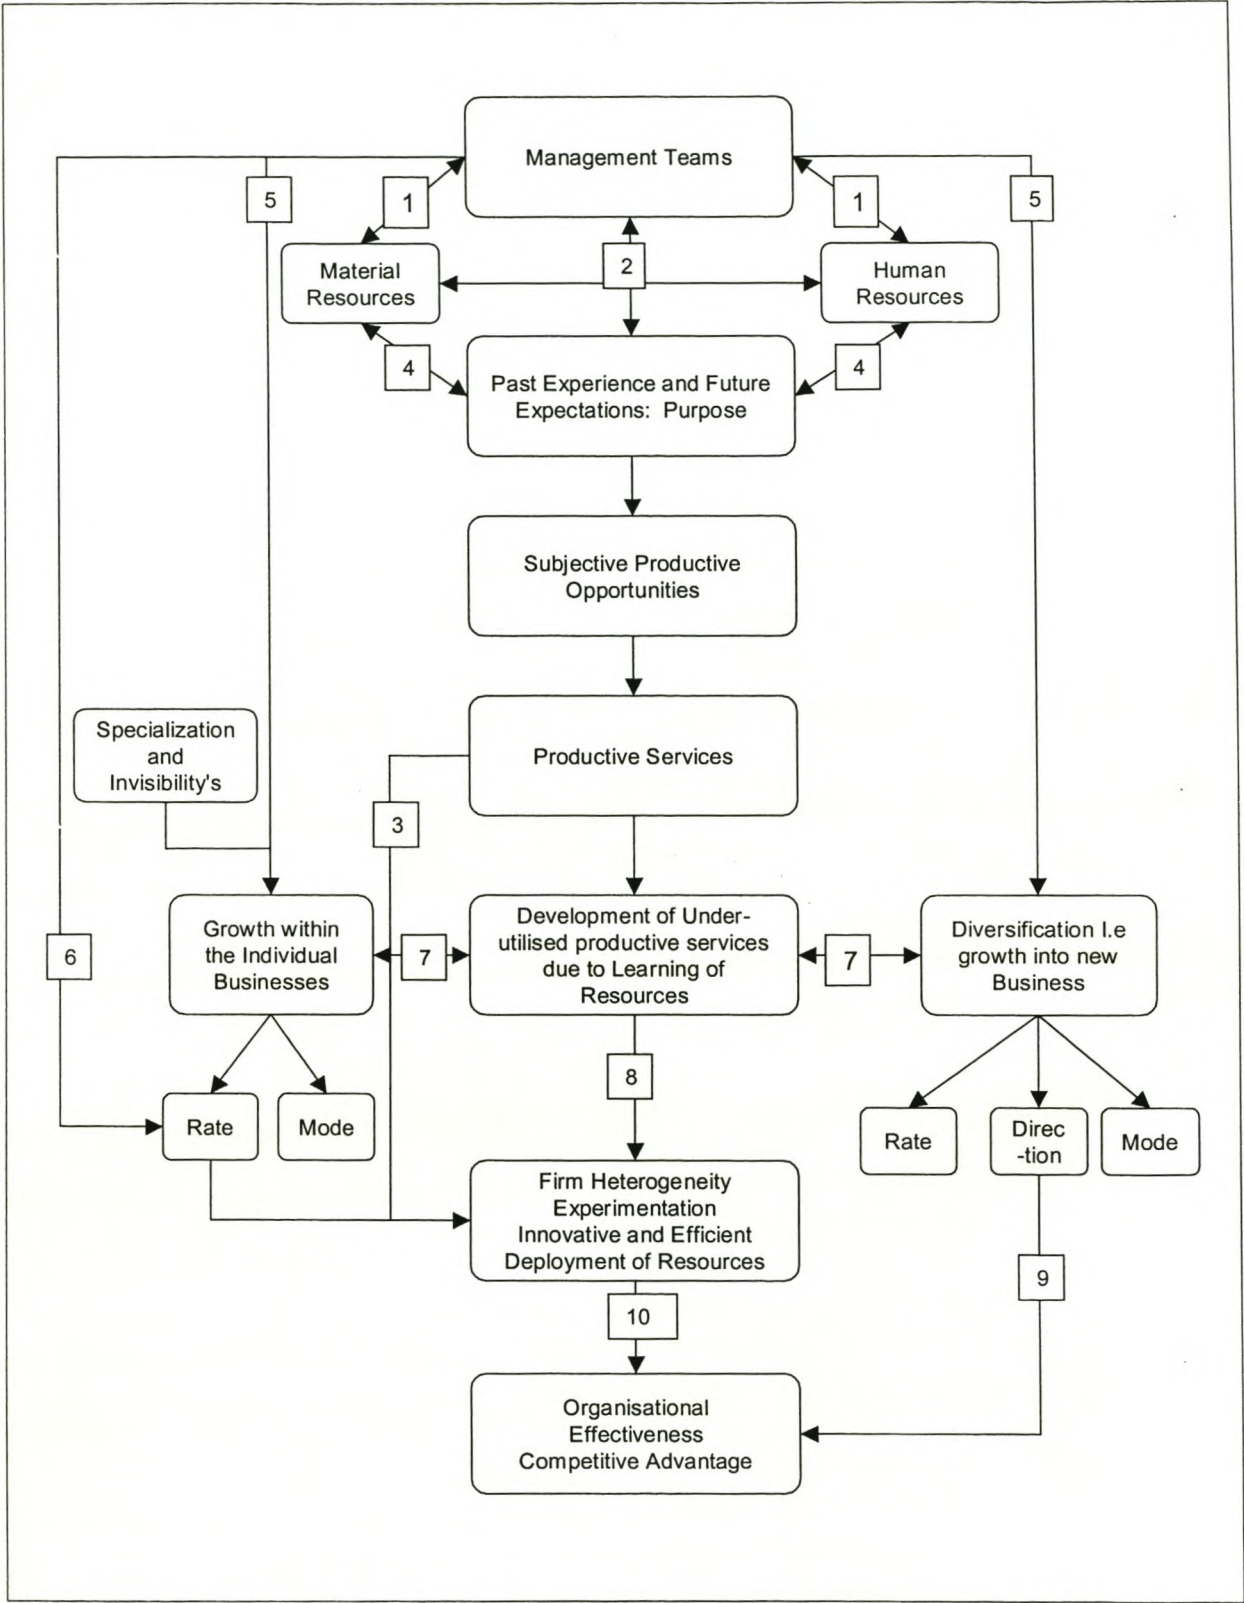 Management Teams
5
1
1
5
Material
Resources
2
Human
Resources
4
4
Past Experience and Future
Expectations: Purpose
Subjective Productive
Opportunities
Specialization
and
Invisibility's
Productive Services
3
Growth within
the Individual
Businesses
Development of Under-
utilised productive services
due to Learning of
Resources
Diversification I.e
growth into new
Business
6
7
7
8
Rate
Mode
Rate
Direc
-tion
Mode
Firm Heterogeneity
Experimentation
Innovative and Efficient
Deployment of Resources
9
10
Organisational
Effectiveness
Competitive Advantage